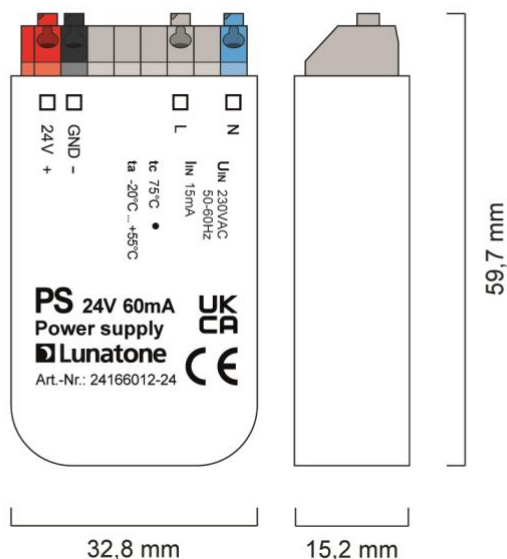 24V +
GND -
L
N
UIN 230VAC
50-60Hz
IIN 15mA
tc 75°C ●
ta -20°C ... +55°C
PS 24V 60mA
Power supply
Lunatone
Art.-Nr.: 24166012-24
UK
CA
CE
59,7 mm
32,8 mm
15,2 mm